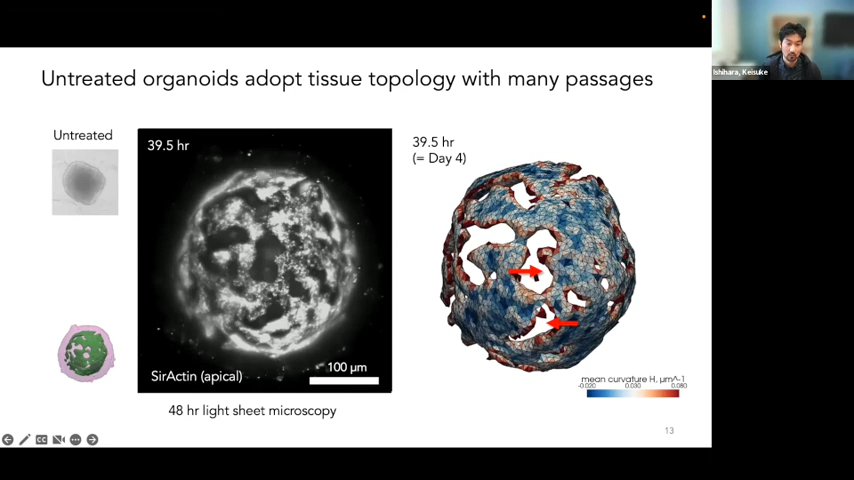 Ishihara, Keisuke
Untreated organoids adopt tissue topology with many passages
Untreated
39.5 hr
SirActin (apical)
100 µm
48 hr light sheet microscopy
39.5 hr
(= Day 4)
mean curvature H, µm^-1
-0.020 0.030 0.080
13